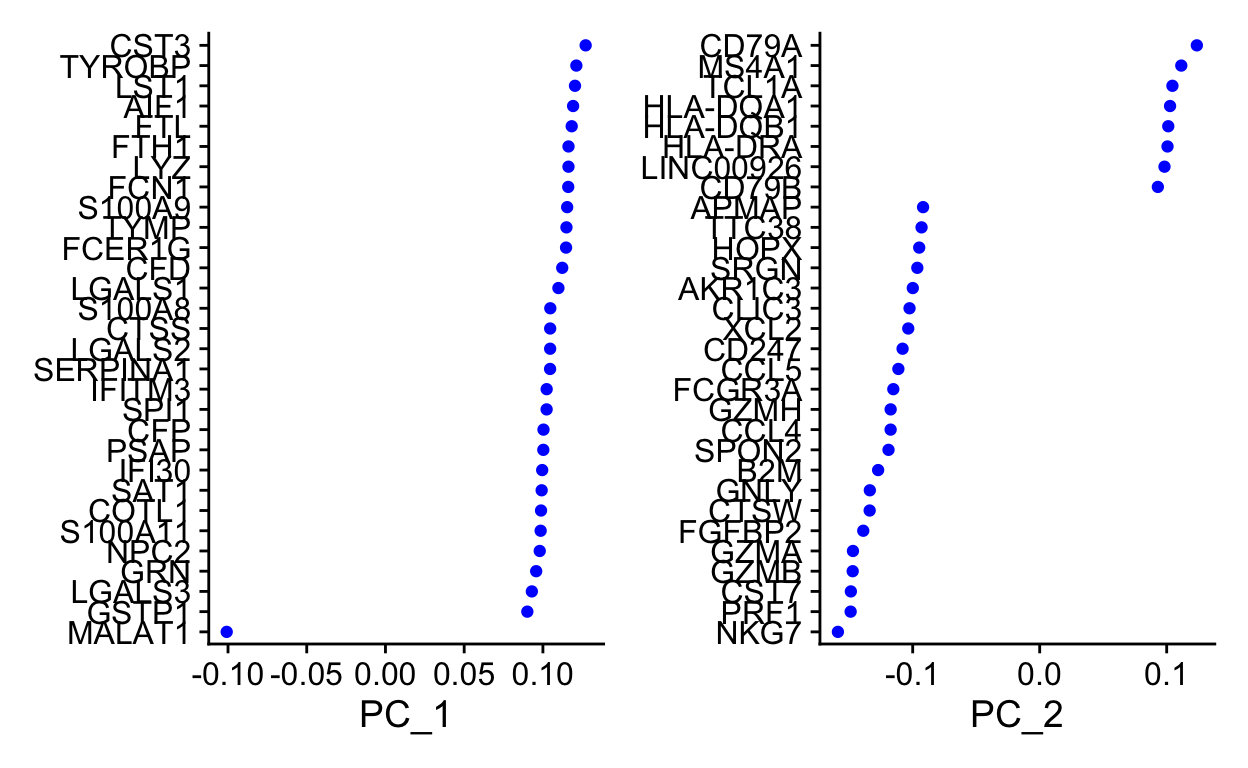 CST3
TYROBP
LST1
AIF1
FTL
FTH1
LYZ
FCN1
S100A9
TYMP
FCER1G
CFD
LGALS1
S100A8
CTSS
LGALS2
SERPINA1
IFITM3
SPI1
CFP
PSAP
IFI30
SAT1
COTL1
S100A11
NPC2
GRN
LGALS3
GSTP1
MALAT1
-0.10 -0.05 0.00 0.05 0.10
PC_1
CD79A
MS4A1
TCL1A
HLA-DQA1
HLA-DQB1
HLA-DRA
LINC00926
CD79B
APMAP
TTC38
HOPX
SRGN
AKR1C3
CLIC3
XCL2
CD247
CCL5
FCGR3A
GZMH
CCL4
SPON2
B2M
GNLY
CTSW
FGFBP2
GZMA
GZMB
CST7
PRF1
NKG7
-0.1 0.0 0.1
PC_2